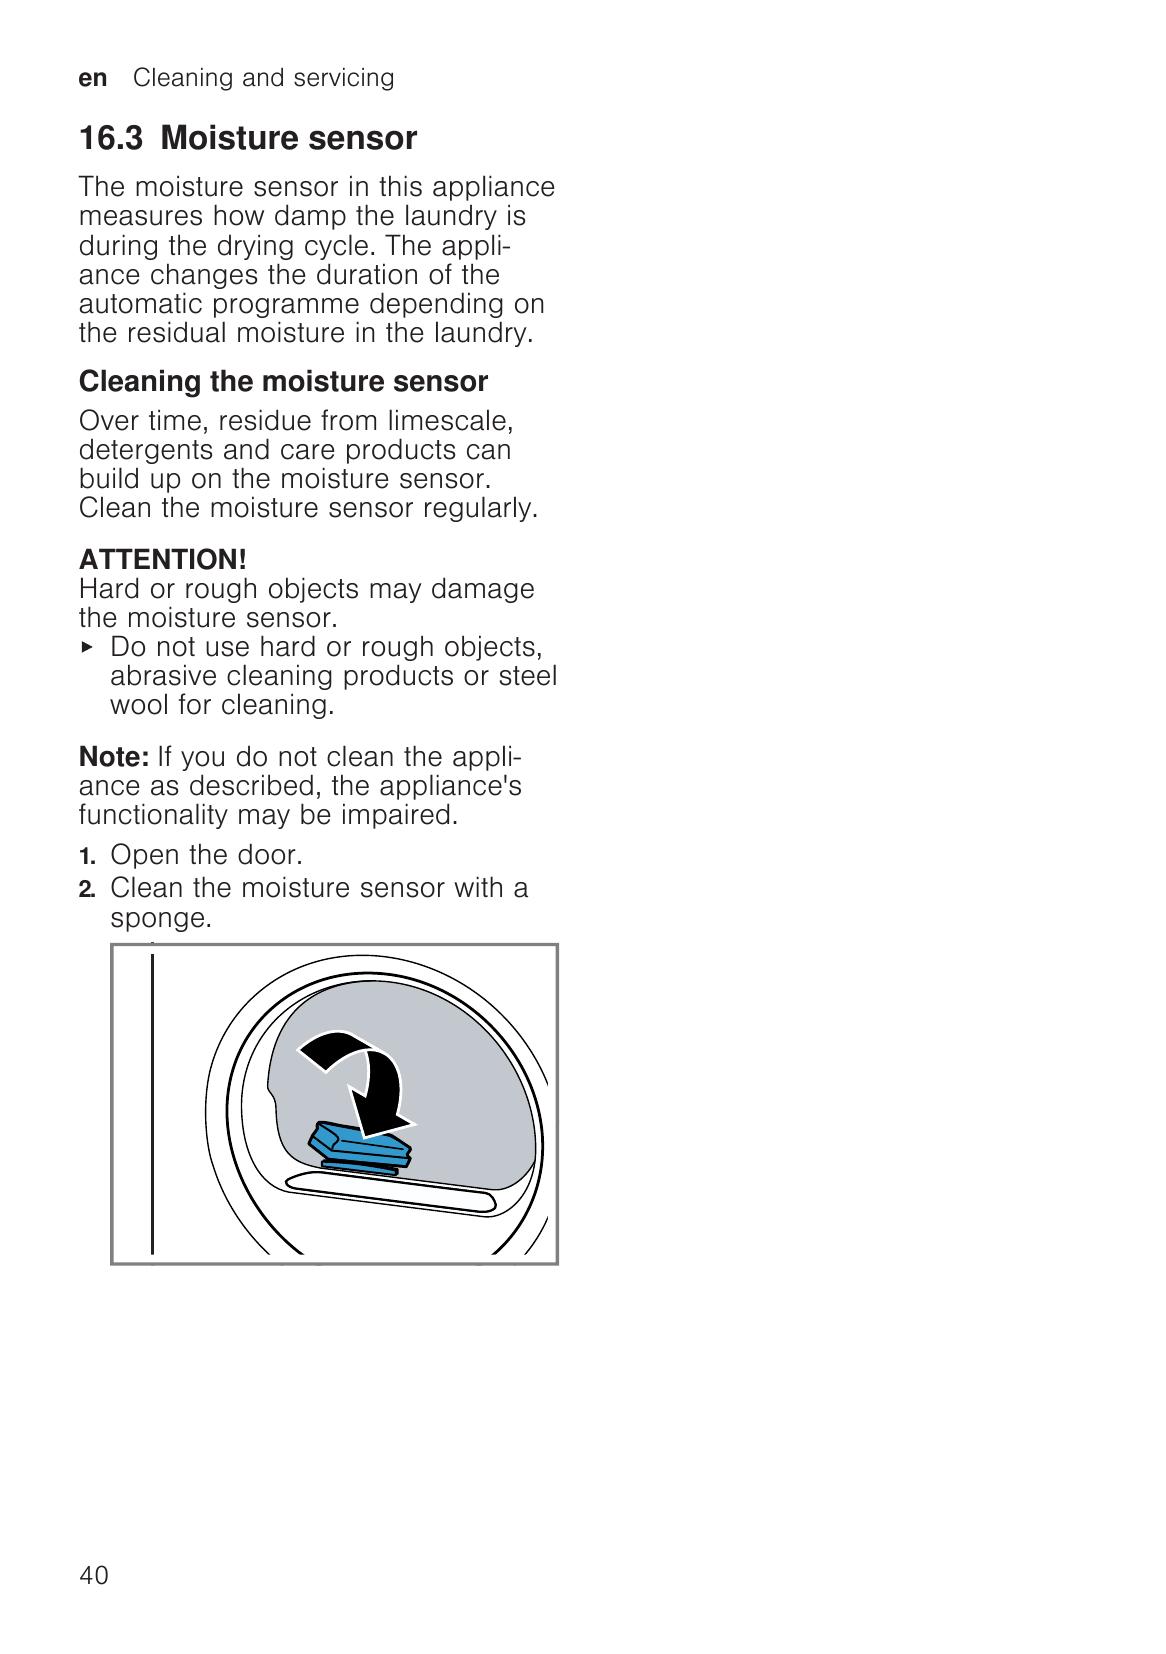 en Cleaning and servicing
16.3 Moisture sensor
The moisture sensor in this appliance
measures how damp the laundry is
during the drying cycle. The appli-
ance changes the duration of the
automatic programme depending on
the residual moisture in the laundry.
Cleaning the moisture sensor
Over time, residue from limescale,
detergents and care products can
build up on the moisture sensor.
Clean the moisture sensor regularly.
ATTENTION!
Hard or rough objects may damage
the moisture sensor.
▶ Do not use hard or rough objects,
abrasive cleaning products or steel
wool for cleaning.
Note: If you do not clean the appli-
ance as described, the appliance's
functionality may be impaired.
1. Open the door.
2. Clean the moisture sensor with a
sponge.
40